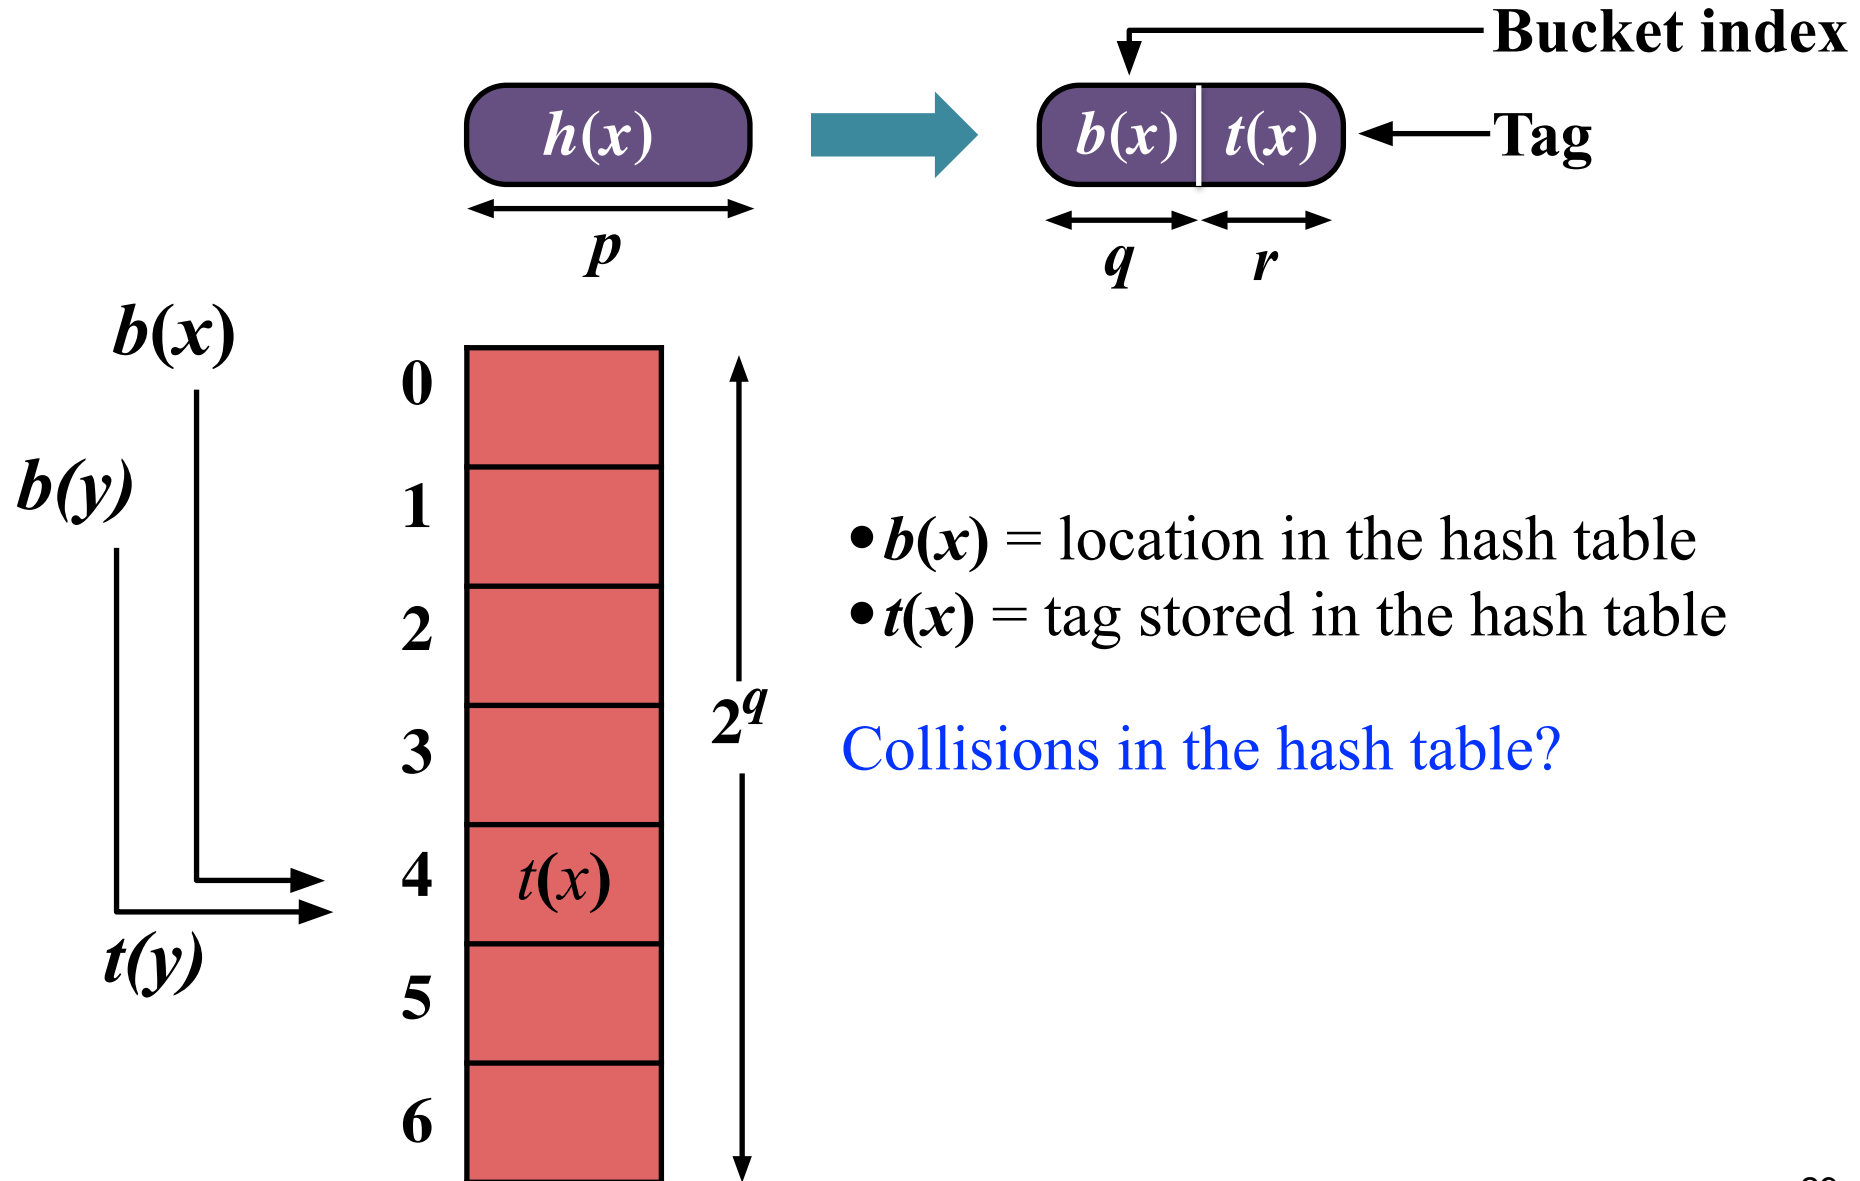 Bucket index
h(x)
b(x) t(x)
Tag
p
q
r
b(x)
b(y)
t(y)
0
1
2
3
4
5
6
t(x)
2^q
•b(x) = location in the hash table
•t(x) = tag stored in the hash table
Collisions in the hash table?